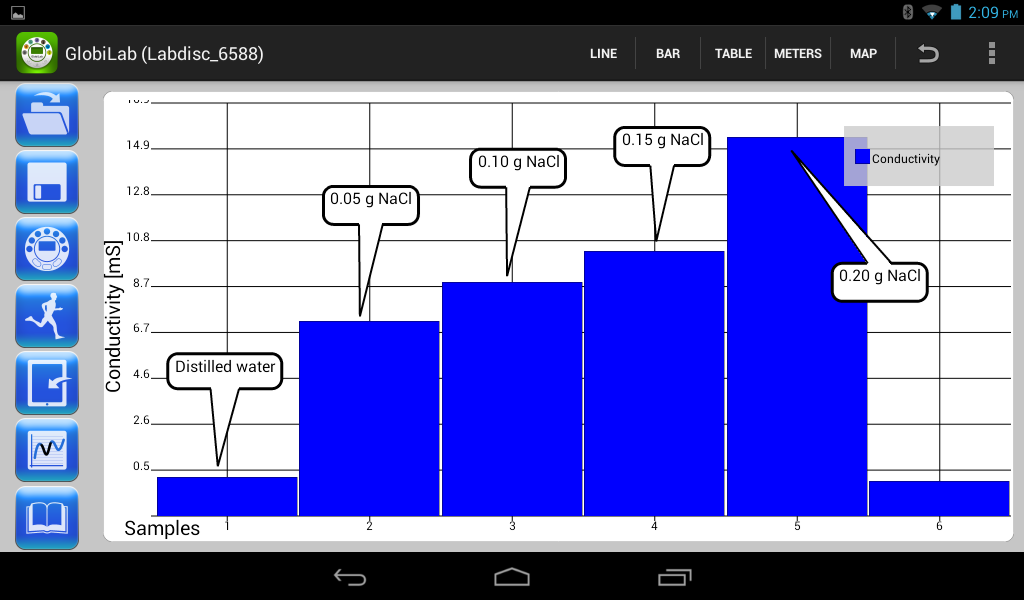 2:09 PM
GlobiLab (Labdisc_6588)
LINE
BAR
TABLE
METERS
MAP
14.9
12.8
10.8
8.7
6.7
4.6
2.6
0.5
Conductivity [mS]
Distilled water
0.05 g NaCl
0.10 g NaCl
0.15 g NaCl
0.20 g NaCl
Conductivity
Samples
1 2 3 4 5 6